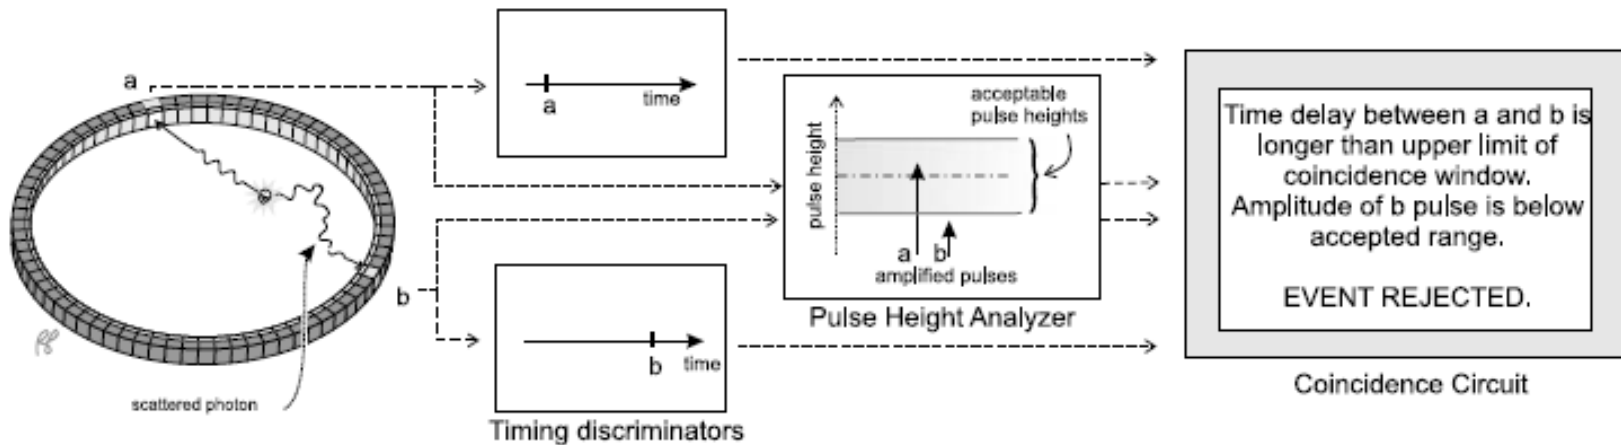 a
b
scattered photon
a
time
b
time
Timing discriminators
pulse height
acceptable
pulse heights
a
b
amplified pulses
Pulse Height Analyzer
Time delay between a and b is
longer than upper limit of
coincidence window.
Amplitude of b pulse is below
accepted range.
EVENT REJECTED.
Coincidence Circuit